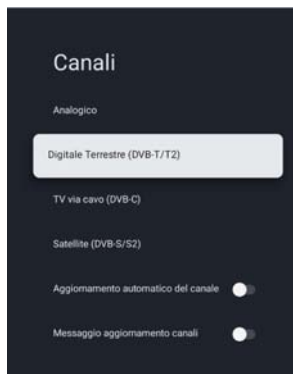 Canali
Analogico
Digitale Terrestre (DVB-T/T2)
TV via cavo (DVB-C)
Satellite (DVB-S/S2)
Aggiornamento automatico del canale
Messaggio aggiornamento canali